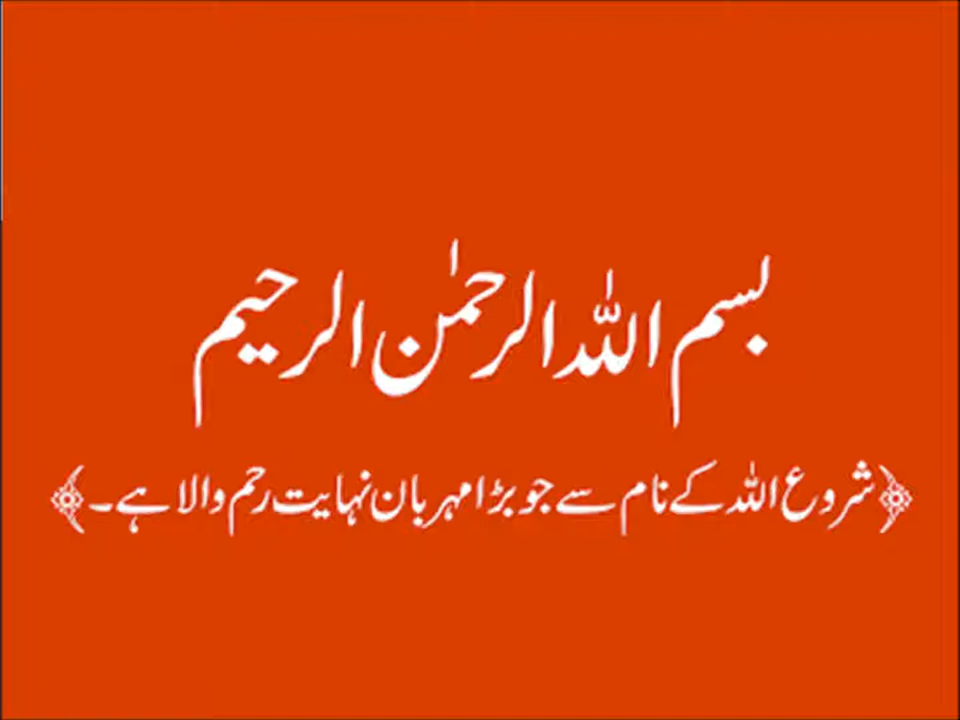 بسم اللہ الرحمٰن الرحیم
﴿شروع اللہ کے نام سے جو بڑا مہربان نہایت رحم والا ہے۔﴾